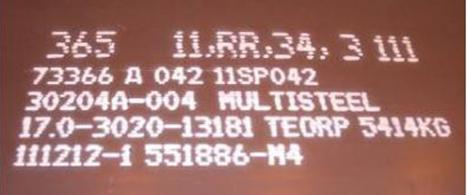 365 11,RR,34, 3 111
73366 A 042 11SP042
30204A-004 MULTISTEEL
17.0-3020-13181 TEORP 5414KG
111212-1 551886-M4